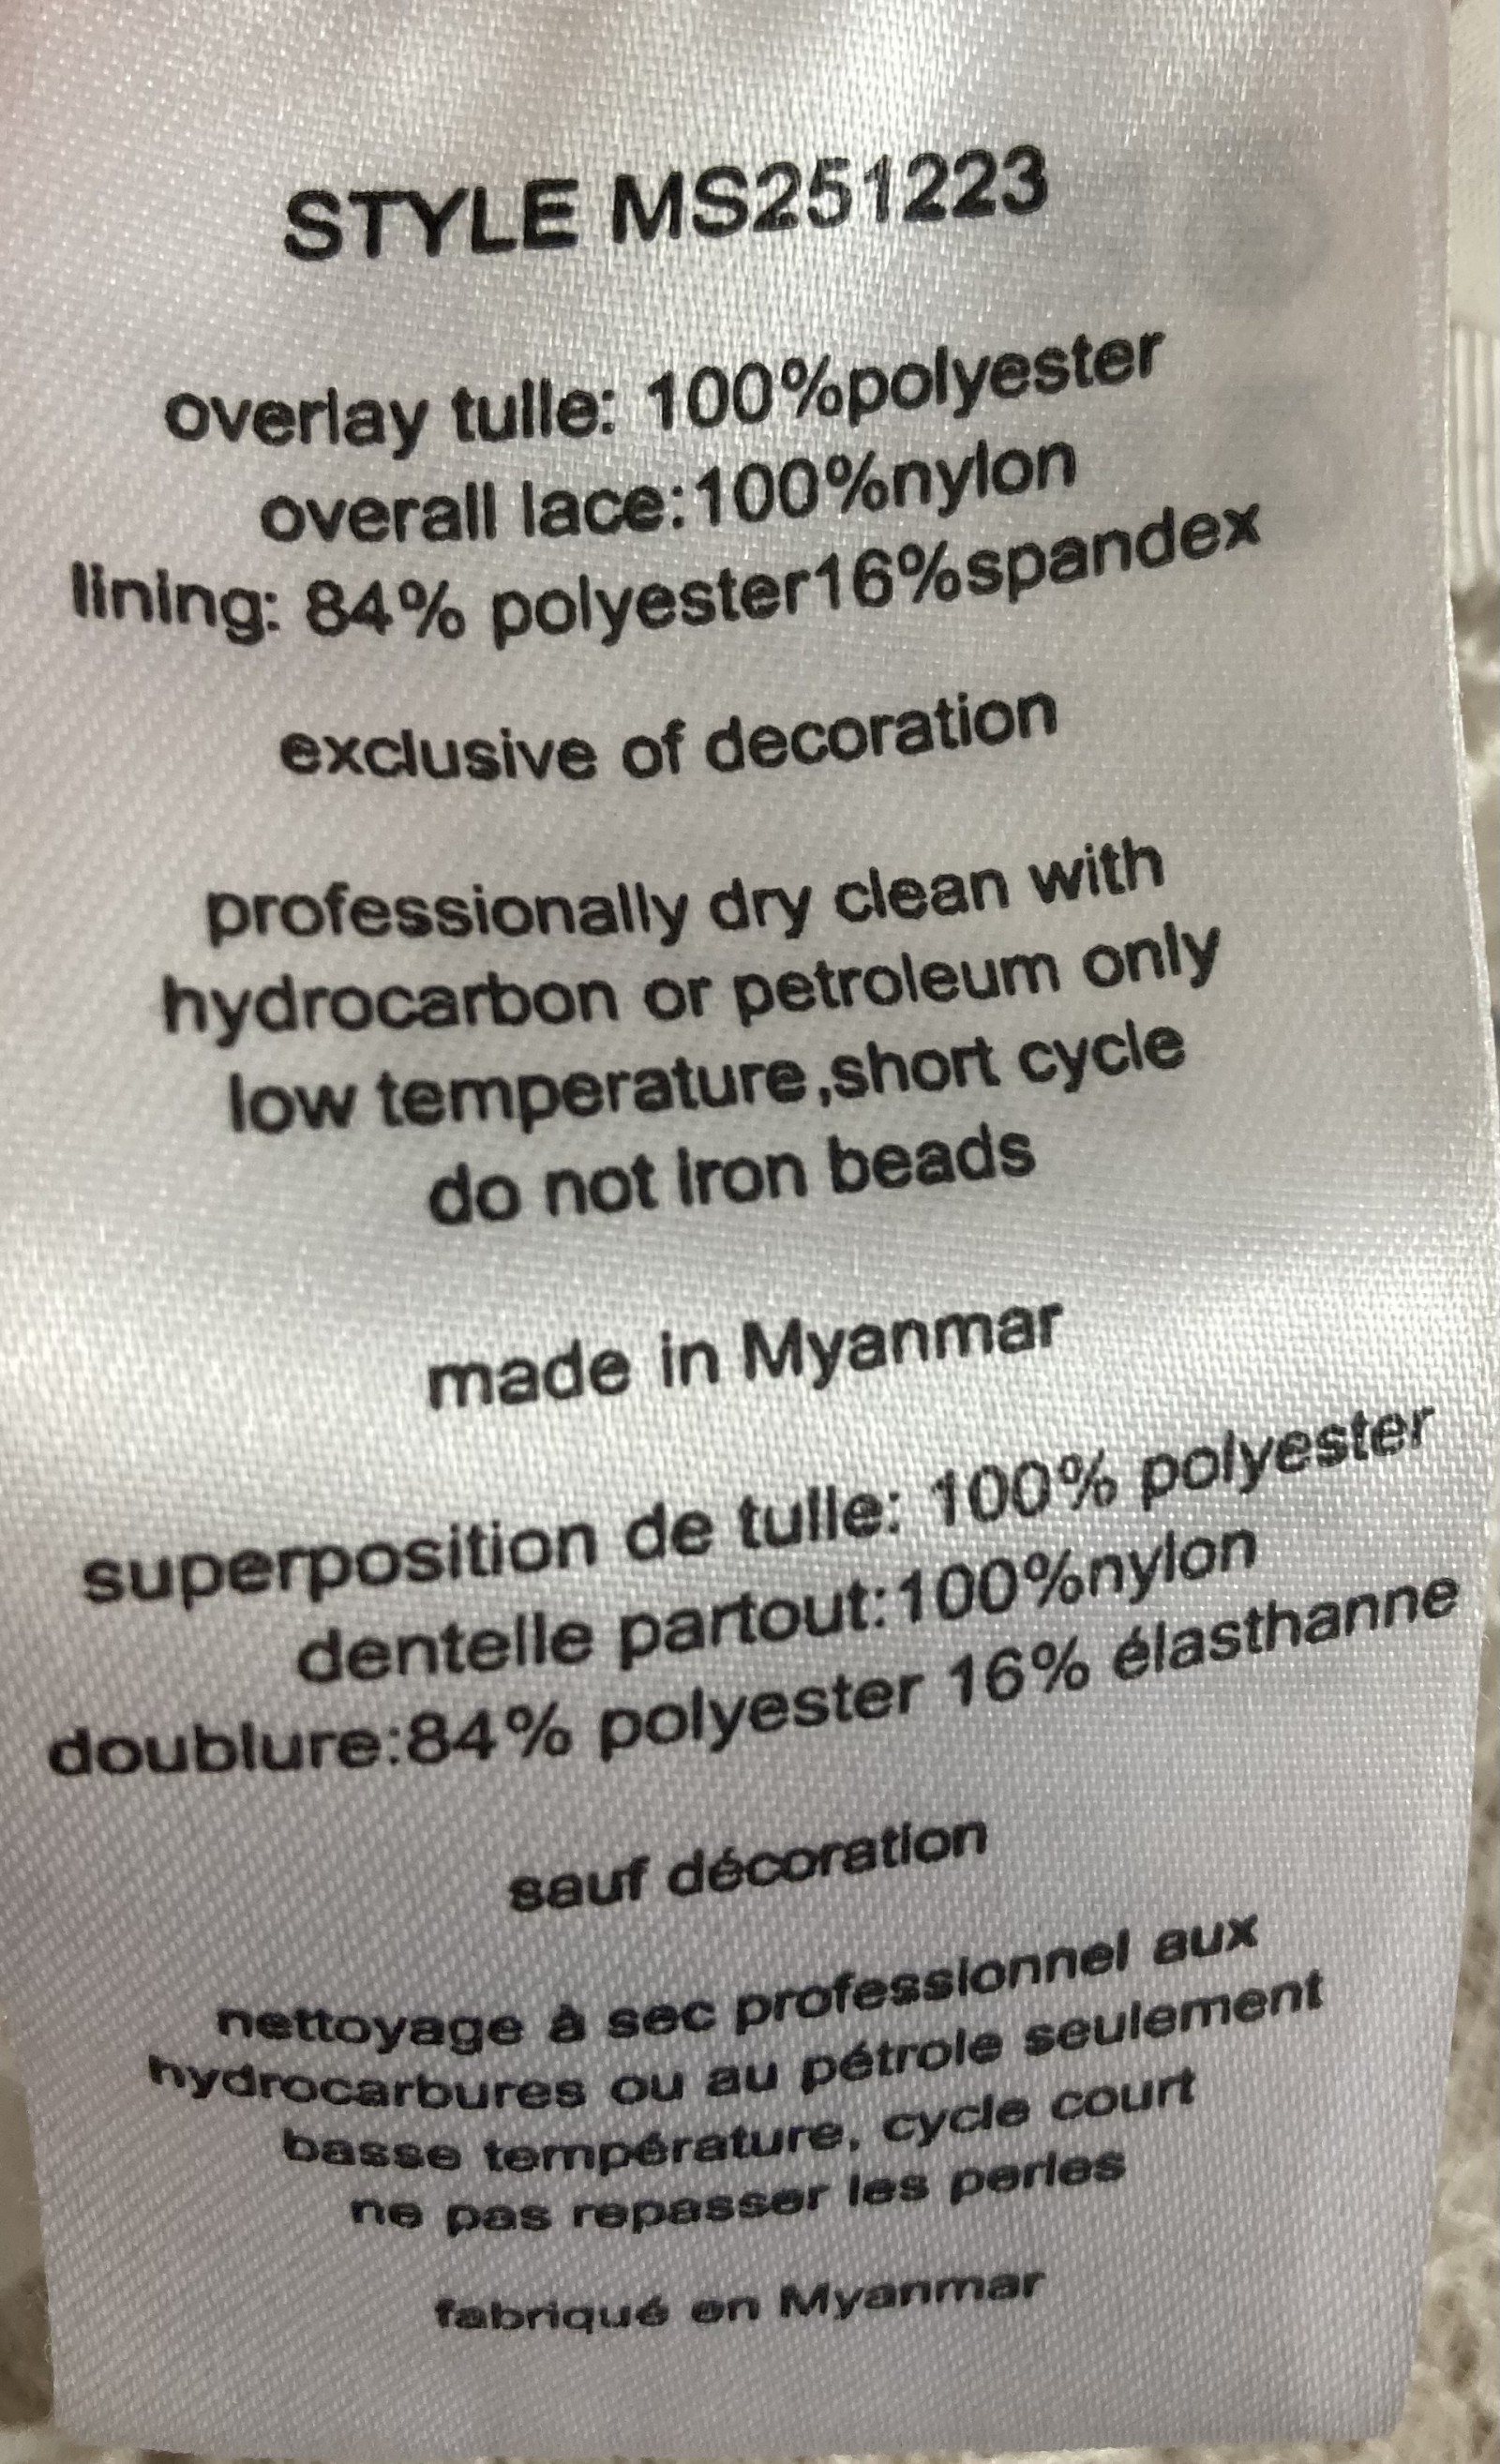 STYLE MS251223
overlay tulle: 100%polyester
overall lace:100%nylon
lining: 84% polyester16%spandex
exclusive of decoration
professionally dry clean with
hydrocarbon or petroleum only
low temperature,short cycle
do not iron beads
made in Myanmar
superposition de tulle: 100% polyester
dentelle partout:100%nylon
doublure:84% polyester 16% élasthanne
sauf décoration
nettoyage à sec professionnel aux
hydrocarbures ou au pétrole seulement
basse température, cycle court
ne pas repasser les perles
fabriqué en Myanmar